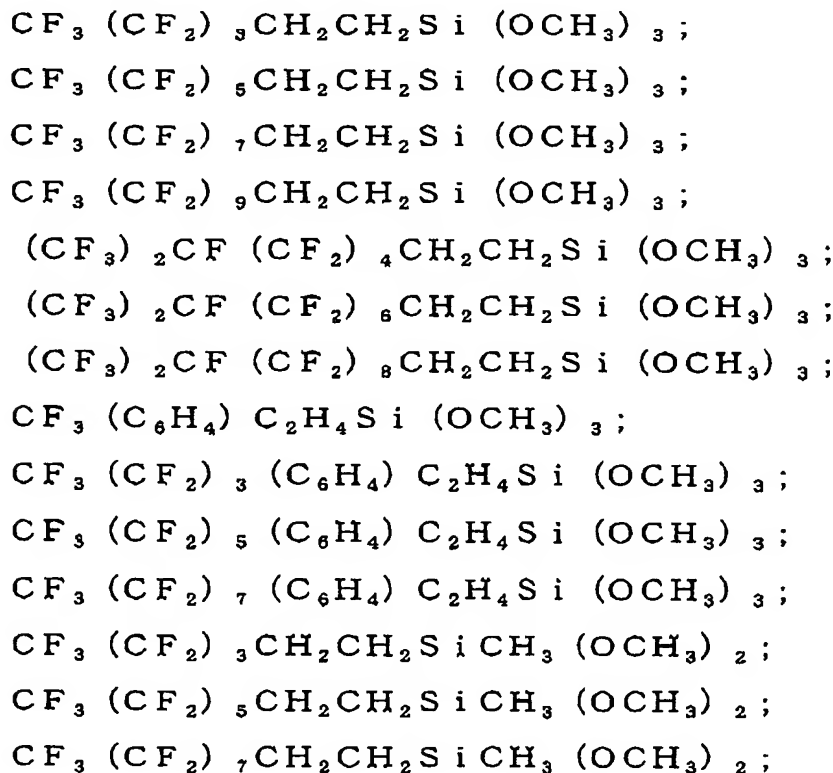 CF₃ (CF₂) ₃CH₂CH₂Si (OCH₃) ₃;
CF₃ (CF₂) ₅CH₂CH₂Si (OCH₃) ₃;
CF₃ (CF₂) ₇CH₂CH₂Si (OCH₃) ₃;
CF₃ (CF₂) ₉CH₂CH₂Si (OCH₃) ₃;
(CF₃) ₂CF (CF₂) ₄CH₂CH₂Si (OCH₃) ₃;
(CF₃) ₂CF (CF₂) ₆CH₂CH₂Si (OCH₃) ₃;
(CF₃) ₂CF (CF₂) ₈CH₂CH₂Si (OCH₃) ₃;
CF₃ (C₆H₄) C₂H₄Si (OCH₃) ₃;
CF₃ (CF₂) ₃ (C₆H₄) C₂H₄Si (OCH₃) ₃;
CF₃ (CF₂) ₅ (C₆H₄) C₂H₄Si (OCH₃) ₃;
CF₃ (CF₂) ₇ (C₆H₄) C₂H₄Si (OCH₃) ₃;
CF₃ (CF₂) ₃CH₂CH₂SiCH₃ (OCH₃) ₂;
CF₃ (CF₂) ₅CH₂CH₂SiCH₃ (OCH₃) ₂;
CF₃ (CF₂) ₇CH₂CH₂SiCH₃ (OCH₃) ₂;